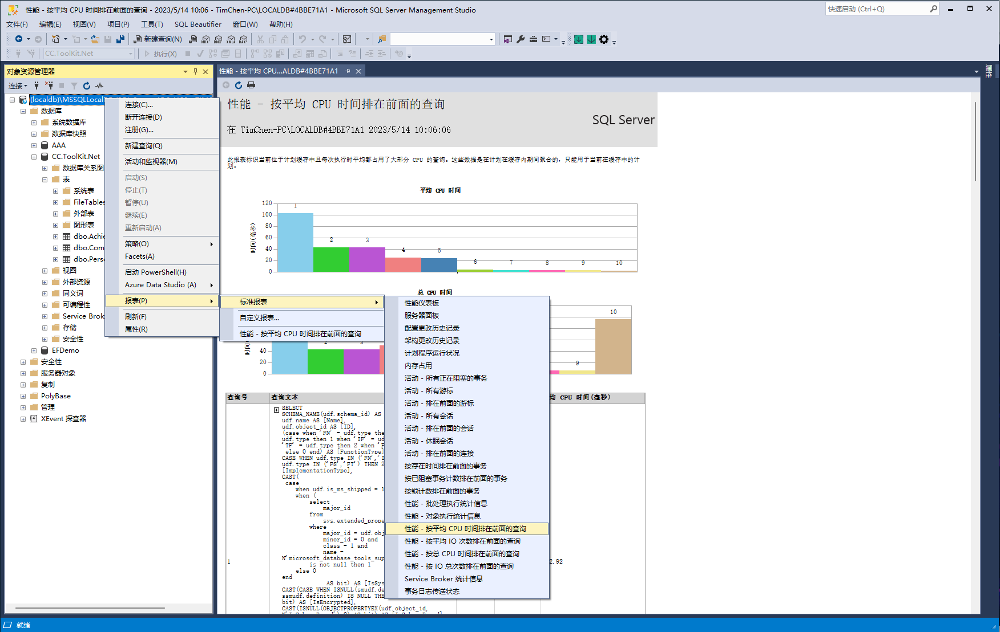 性能 - 按平均 CPU 时间排在前面的查询 - 2023/5/14 10:06 - TimChen-PC\LOCALDB#4BBE71A1 - Microsoft SQL Server Management Studio
快速启动 (Ctrl+Q)
文件(F) 编辑(E) 视图(V) 项目(P) 工具(T) SQL Beautifier 窗口(W) 帮助(H)
新建查询(N) MDX DMX XMLA DAX
CC.ToolKit.Net 执行(X)
对象资源管理器
连接
(localdb)\MSSQLLocal
数据库
系统数据库
数据库快照
AAA
CC.ToolKit.Net
数据库关系图
表
系统表
FileTables
外部表
图形表
dbo.Achie
dbo.Com
dbo.Pers
视图
外部资源
同义词
可编程性
Service Brok
存储
安全性
EFDemo
安全性
服务器对象
复制
PolyBase
管理
XEvent 探查器
连接(C)...
断开连接(D)
注册(G)...
新建查询(Q)
活动和监视器(M)
启动(S)
停止(T)
暂停(U)
继续(E)
重新启动(A)
策略(O)
Facets(A)
启动 PowerShell(H)
Azure Data Studio (A)
报表(P)
刷新(F)
属性(R)
标准报表
自定义报表...
性能 - 按平均 CPU 时间排在前面的查询
性能仪表板
服务器面板
配置更改历史记录
架构更改历史记录
计划程序运行状况
内存占用
活动 - 所有正在阻塞的事务
活动 - 所有游标
活动 - 排在前面的游标
活动 - 所有会话
活动 - 排在前面的会话
活动 - 休眠会话
活动 - 排在前面的连接
按存在时间排在前面的事务
按已阻塞事务计数排在前面的事务
按锁计数排在前面的事务
性能 - 批处理执行统计信息
性能 - 对象执行统计信息
性能 - 按平均 CPU 时间排在前面的查询
性能 - 按平均 IO 次数排在前面的查询
性能 - 按总 CPU 时间排在前面的查询
性能 - 按 IO 总次数排在前面的查询
Service Broker 统计信息
事务日志传送状态
性能 - 按平均 CPU...ALDB#4BBE71A1
属性
性能 - 按平均 CPU 时间排在前面的查询
SQL Server
在 TimChen-PC\LOCALDB#4BBE71A1 2023/5/14 10:06:06
此报表标识当前位于计划缓存中且每次执行时平均都占用了大部分 CPU 的查询。这些数据是在计划在缓存内期间聚合的，只能用于当前在缓存中的计
划。
平均 CPU 时间
时间(毫秒)
120
100
80
60
40
20
0
1 2 3 4 5 6 7 8 9 10
总 CPU 时间
时间(
40
20
0
2 3 9 10
查询号 查询文本 均 CPU 时间(毫秒)
SELECT
SCHEMA_NAME(udf.schema_id) AS
udf.name AS [Name],
udf.object_id AS [ID],
(case when 'FN' = udf.type the
udf.type then 1 when 'IF' = ud
'TF' = udf.type then 2 when 'F
else 0 end) AS [FunctionType]
CASE WHEN udf.type IN ('FN','I
udf.type IN ('FS','FT') THEN 2
[ImplementationType],
CAST(
case
when udf.is_ms_shipped = 1
when (
select
major_id
from
sys.extended_prope
where
major_id = udf.obj
minor_id = 0 and
class = 1 and
name =
N'microsoft_database_tools_sup
1 is not null then 1 2.92
else 0
end
AS bit) AS [IsSys
CAST(CASE WHEN ISNULL(smudf.de
ssmudf.definition) IS NULL THE
bit) AS [IsEncrypted],
CAST(ISNULL(OBJECTPROPERTYEX(udf.object_id,
就绪